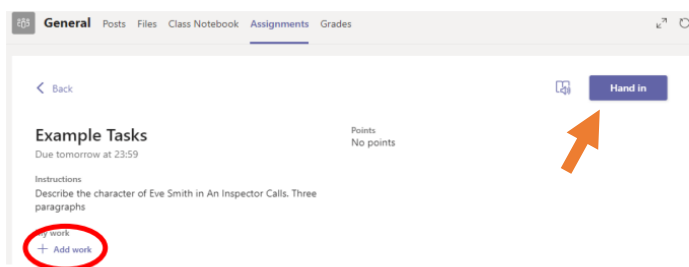 General Posts Files Class Notebook Assignments Grades
Back
Hand in
Example Tasks
Due tomorrow at 23:59
Points
No points
Instructions
Describe the character of Eve Smith in An Inspector Calls. Three
paragraphs
My work
+ Add work